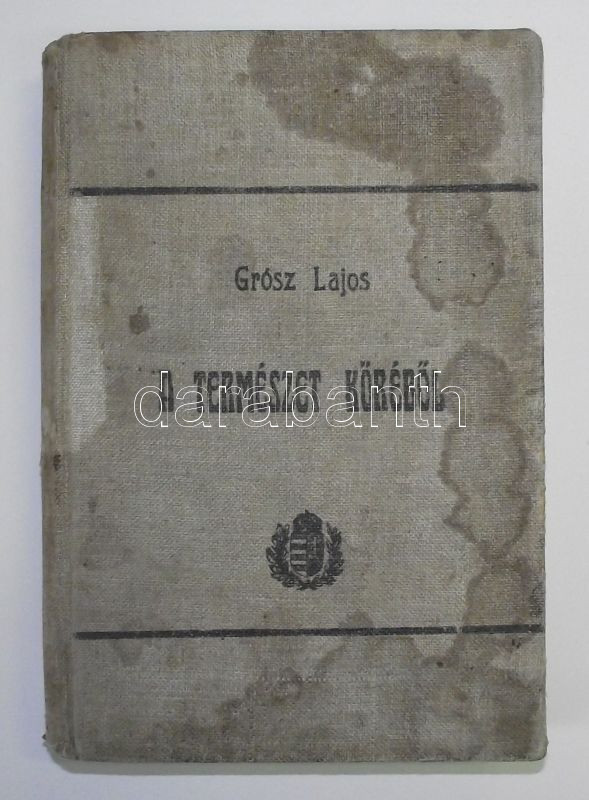 Grósz Lajos
A TERMÉSZET KÖRÉBŐL
darabanth